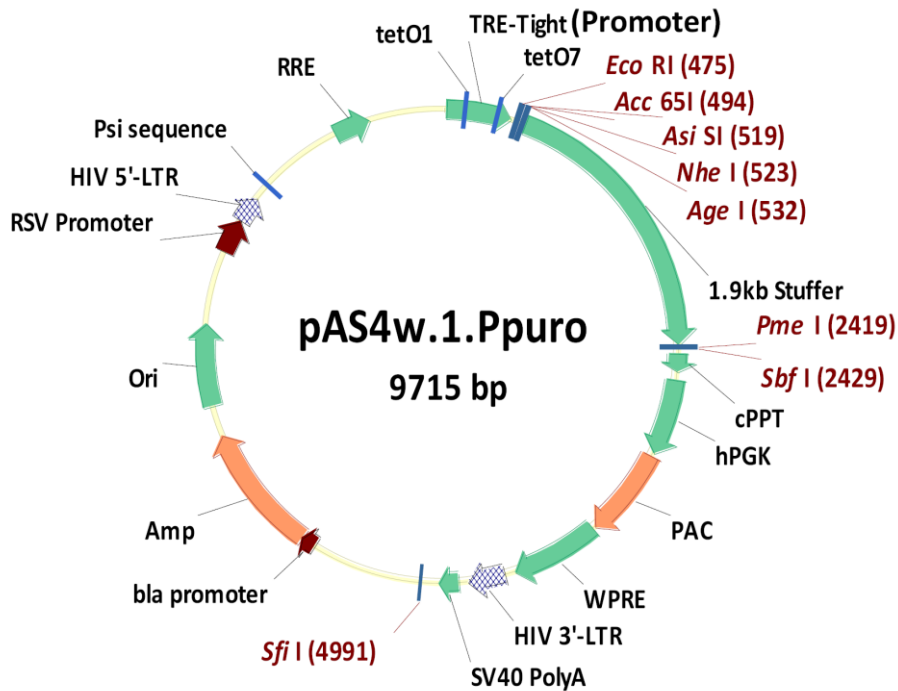 tetO1
TRE-Tight (Promoter)
tetO7
RRE
Eco RI (475)
Acc 65I (494)
Asi SI (519)
Nhe I (523)
Age I (532)
Psi sequence
HIV 5'-LTR
RSV Promoter
1.9kb Stuffer
pAS4w.1.Ppuro
9715 bp
Pme I (2419)
Sbf I (2429)
Ori
cPPT
hPGK
Amp
PAC
bla promoter
WPRE
HIV 3'-LTR
Sfi I (4991)
SV40 PolyA